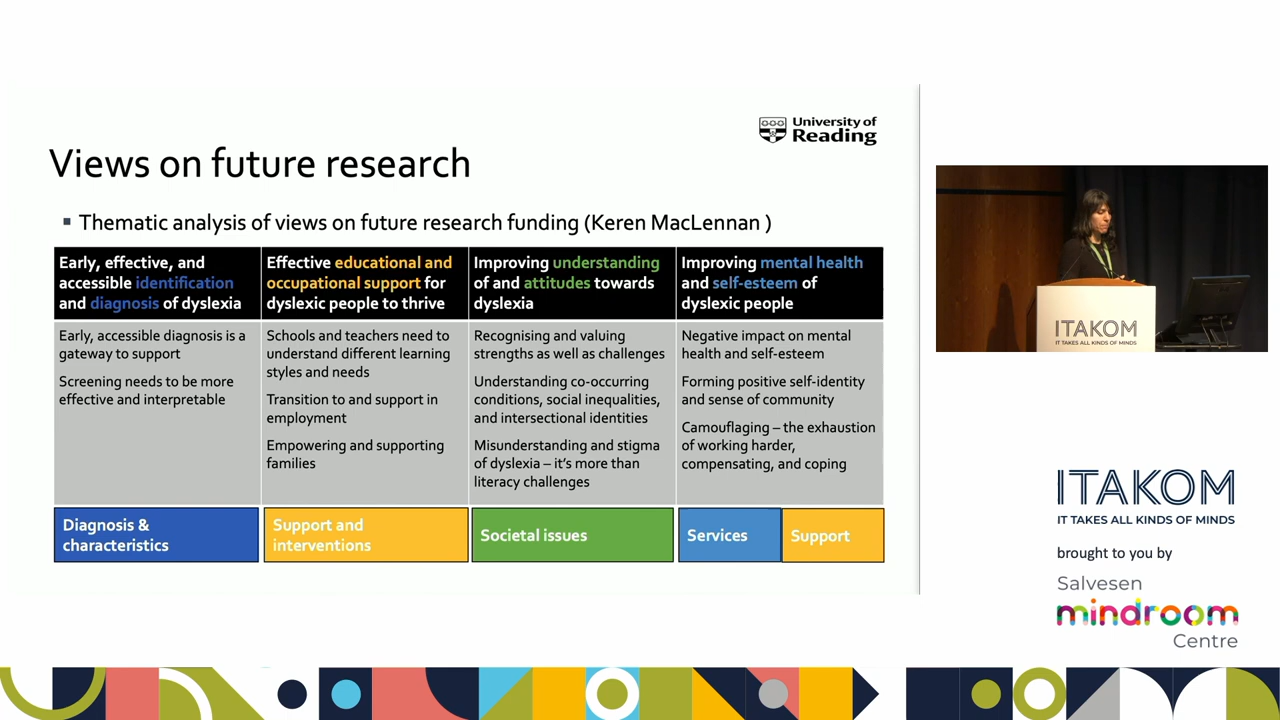 University of
Reading
Views on future research
▪ Thematic analysis of views on future research funding (Keren MacLennan )
Early, effective, and
accessible identification
and diagnosis of dyslexia
Effective educational and
occupational support for
dyslexic people to thrive
Improving understanding
of and attitudes towards
dyslexia
Improving mental health
and self-esteem of
dyslexic people
Early, accessible diagnosis is a
gateway to support
Screening needs to be more
effective and interpretable
Schools and teachers need to
understand different learning
styles and needs
Transition to and support in
employment
Empowering and supporting
families
Recognising and valuing
strengths as well as challenges
Understanding co-occurring
conditions, social inequalities,
and intersectional identities
Misunderstanding and stigma
of dyslexia – it's more than
literacy challenges
Negative impact on mental
health and self-esteem
Forming positive self-identity
and sense of community
Camouflaging – the exhaustion
of working harder,
compensating, and coping
Diagnosis &
characteristics
Support and
interventions
Societal issues
Services
Support
ITAKOM
IT TAKES ALL KINDS OF MINDS
ITAKOM
IT TAKES ALL KINDS OF MINDS
brought to you by
Salvesen
mindroom
Centre